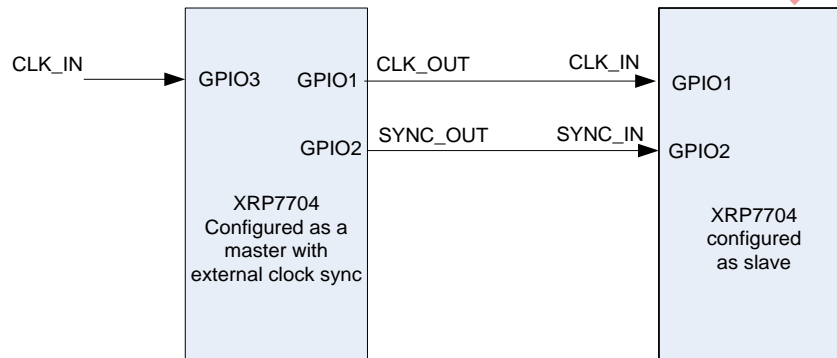 CLK_IN
GPIO3
GPIO1
CLK_OUT
CLK_IN
GPIO1
GPIO2
SYNC_OUT
SYNC_IN
GPIO2
XRP7704
Configured as a
master with
external clock sync
XRP7704
configured
as slave